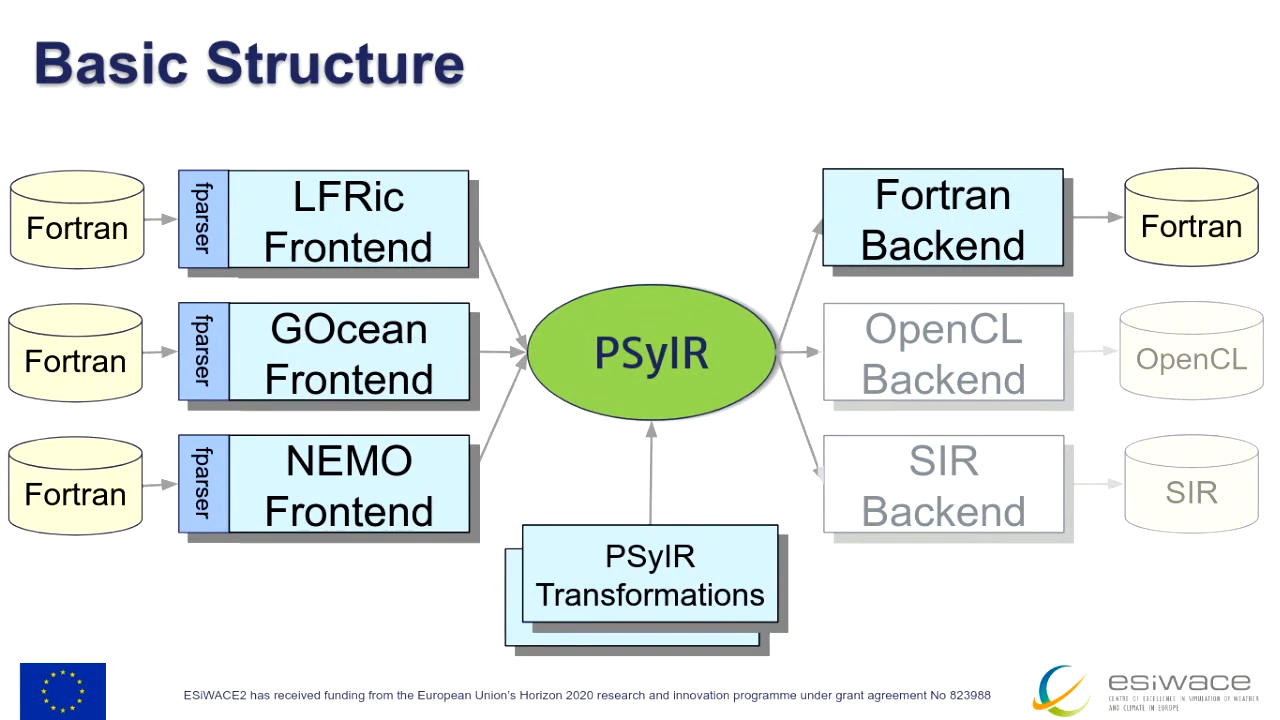 Basic Structure
Fortran
fparser
LFRic
Frontend
Fortran
Backend
Fortran
Fortran
fparser
GOcean
Frontend
PSyIR
OpenCL
Backend
OpenCL
Fortran
fparser
NEMO
Frontend
SIR
Backend
SIR
PSyIR
Transformations
ESiWACE2 has received funding from the European Union's Horizon 2020 research and innovation programme under grant agreement No 823988
esiwace
CENTRE OF EXCELLENCE IN SIMULATION OF WEATHER
AND CLIMATE IN EUROPE